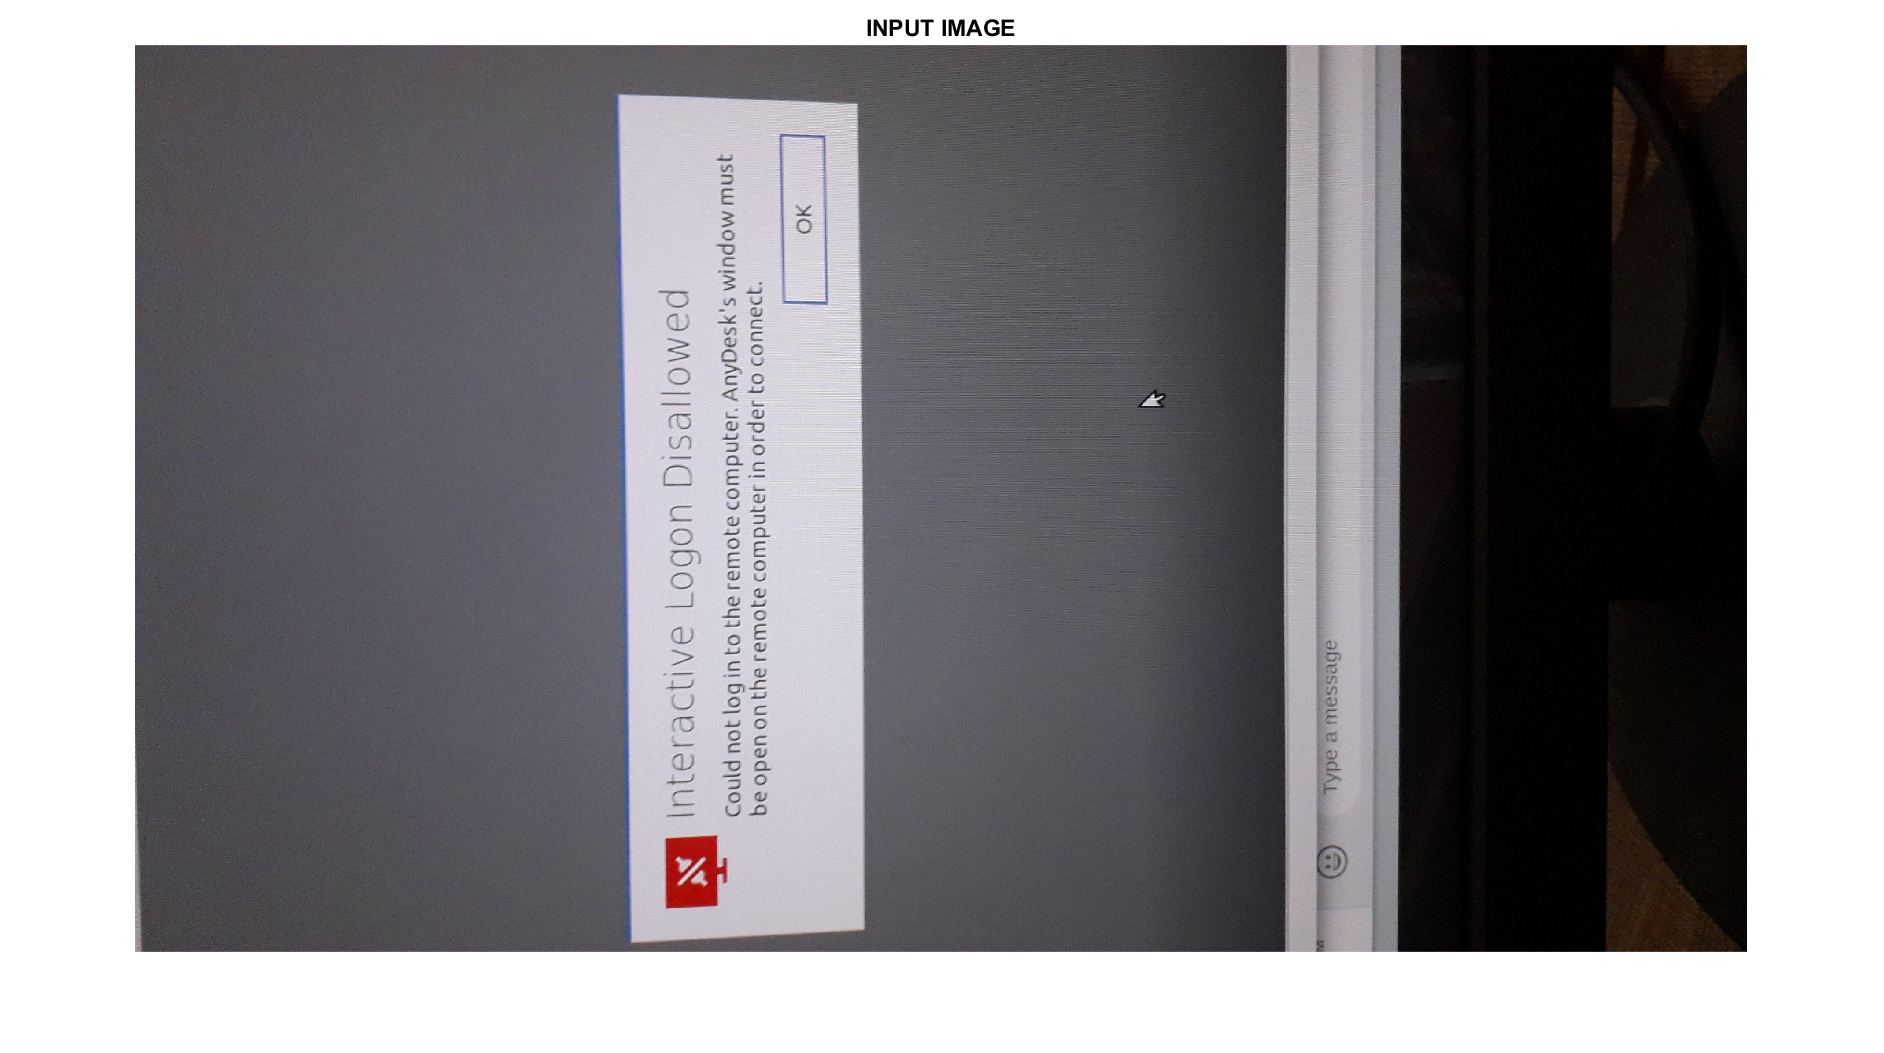 INPUT IMAGE
Interactive Logon Disallowed
Could not log in to the remote computer. AnyDesk's window must
be open on the remote computer in order to connect.
OK
Type a message